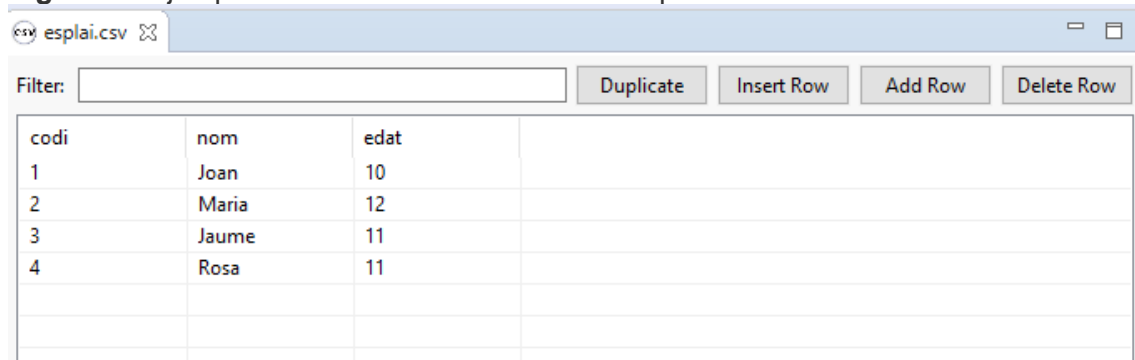 csv esplai.csv
Filter: Duplicate Insert Row Add Row Delete Row
codi nom edat
1 Joan 10
2 Maria 12
3 Jaume 11
4 Rosa 11